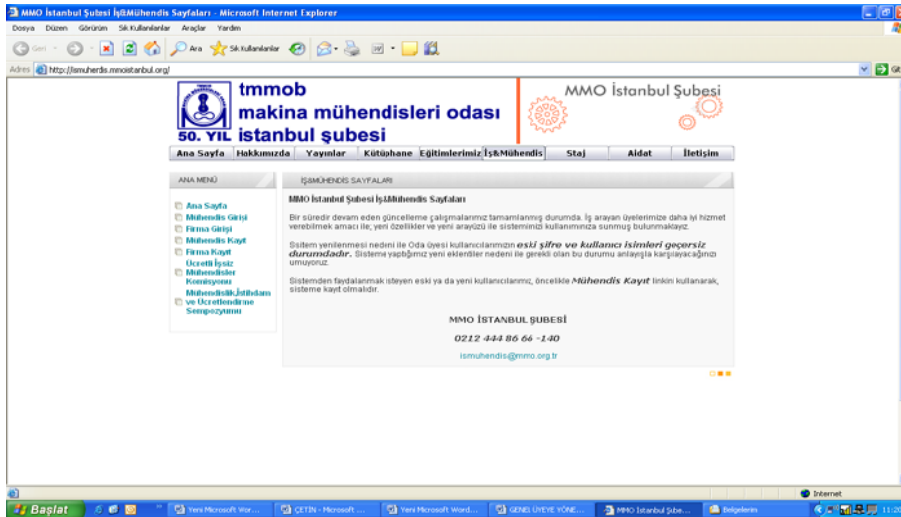 MMO İstanbul Şubesi İş&Mühendis Sayfaları - Microsoft Internet Explorer
Dosya Düzen Görünüm Sık Kullanılanlar Araçlar Yardım
Geri Ara Sık Kullanılanlar
Adres http://ismuhendis.mmoistanbul.org/
50. YIL
tmmob
makina mühendisleri odası
istanbul şubesi
MMO İstanbul Şubesi
Ana Sayfa Hakkımızda Yayınlar Kütüphane Eğitimlerimiz İş&Mühendis Staj Aidat İletişim
ANA MENÜ
Ana Sayfa
Mühendis Girişi
Firma Girişi
Mühendis Kayıt
Firma Kayıt
Ücretli İşsiz
Mühendisler
Komisyonu
Mühendislik,İstihdam
ve Ücretlendirme
Sempozyumu
İŞ&MÜHENDİS SAYFALARI
MMO İstanbul Şubesi İş&Mühendis Sayfaları
Bir süredir devam eden güncelleme çalışmalarımız tamamlanmış durumda. İş arayan üyelerimize daha iyi hizmet
verebilmek amacı ile; yeni özellikler ve yeni arayüzü ile sisteminizi kullanımınıza sunmuş bulunmaktayız.
Ssitem yenilenmesi nedeni ile Oda üyesi kullanıcılarımızın eski şifre ve kullanıcı isimleri geçersiz
durumdadır. Sisteme yaptığımız yeni eklentiler nedeni ile gerekli olan bu durumu anlayışla karşılayacağınızı
umuyoruz.
Sistemden faydalanmak isteyen eski ya da yeni kullanıcılarımız, öncelikle Mühendis Kayıt linkini kullanarak,
sisteme kayıt olmalıdır.
MMO İSTANBUL ŞUBESİ
0212 444 86 66 -140
ismuhendis@mmo.org.tr
Internet
Başlat Yeni Microsoft Wor... ÇETİN - Microsoft ... Yeni Microsoft Word... GENEL ÜYEYE YÖNE... MMO İstanbul Şube... Belgelerim 11:20